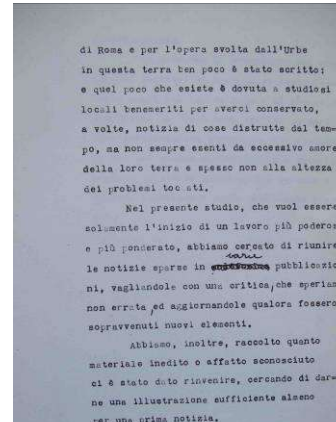 di Roma e per l'opera svolta dall'Urbe
in questa terra ben poco è stato scritto;
e quel poco che esiste è dovuta a studiosi
locali benemeriti per averci conservato,
a volte, notizia di cose distrutte dal tem=
po, ma non sempre esenti da eccessivo amore
della loro terra e spesso non alla altezza
dei problemi toccati.
Nel presente studio, che vuol essere
solamente l'inizio di un lavoro più poderos
e più ponderato, abbiamo cercato di riunire
varie
le notizie sparse in pubblicazio
ni, vagliandole con una critica, che speriam
non errata, ed aggiornandole qualora fossero
sopravvenuti nuovi elementi.
Abbiamo, inoltre, raccolto quanto
materiale inedito o affatto sconosciuto
ci è stato dato rinvenire, cercando di dar=
ne una illustrazione sufficiente almeno
per una prima notizia.